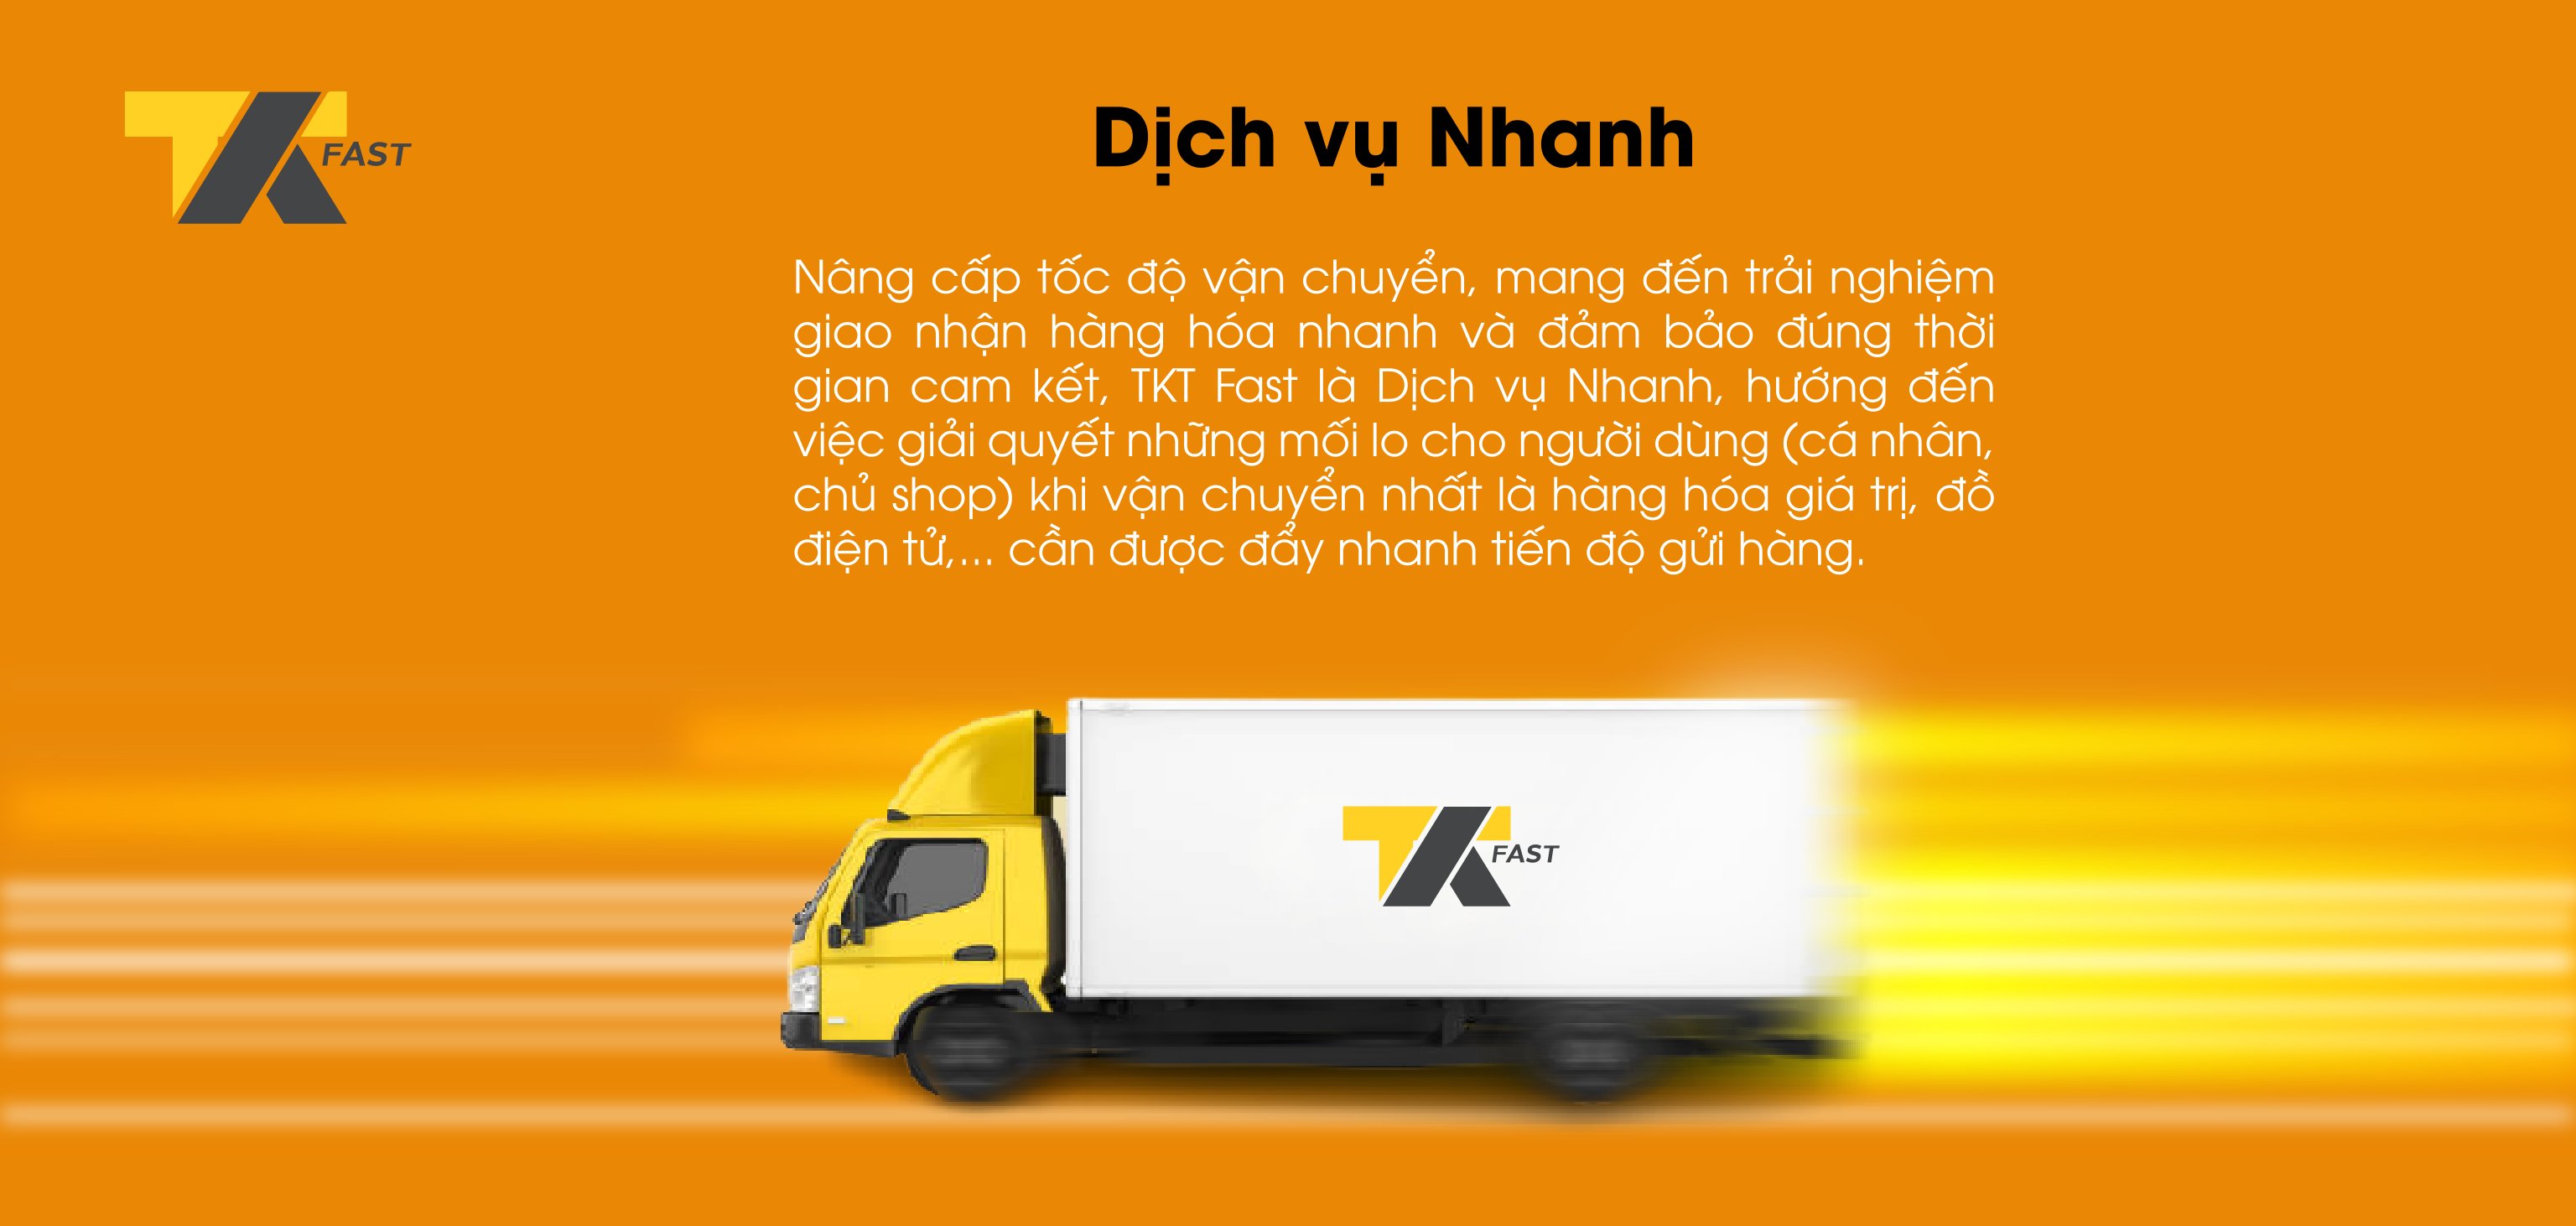 TKT FAST
Dịch vụ Nhanh
Nâng cấp tốc độ vận chuyển, mang đến trải nghiệm
giao nhận hàng hóa nhanh và đảm bảo đúng thời
gian cam kết, TKT Fast là Dịch vụ Nhanh, hướng đến
việc giải quyết những mối lo cho người dùng (cá nhân,
chủ shop) khi vận chuyển nhất là hàng hóa giá trị, đồ
điện tử,... cần được đẩy nhanh tiến độ gửi hàng.
TKT FAST